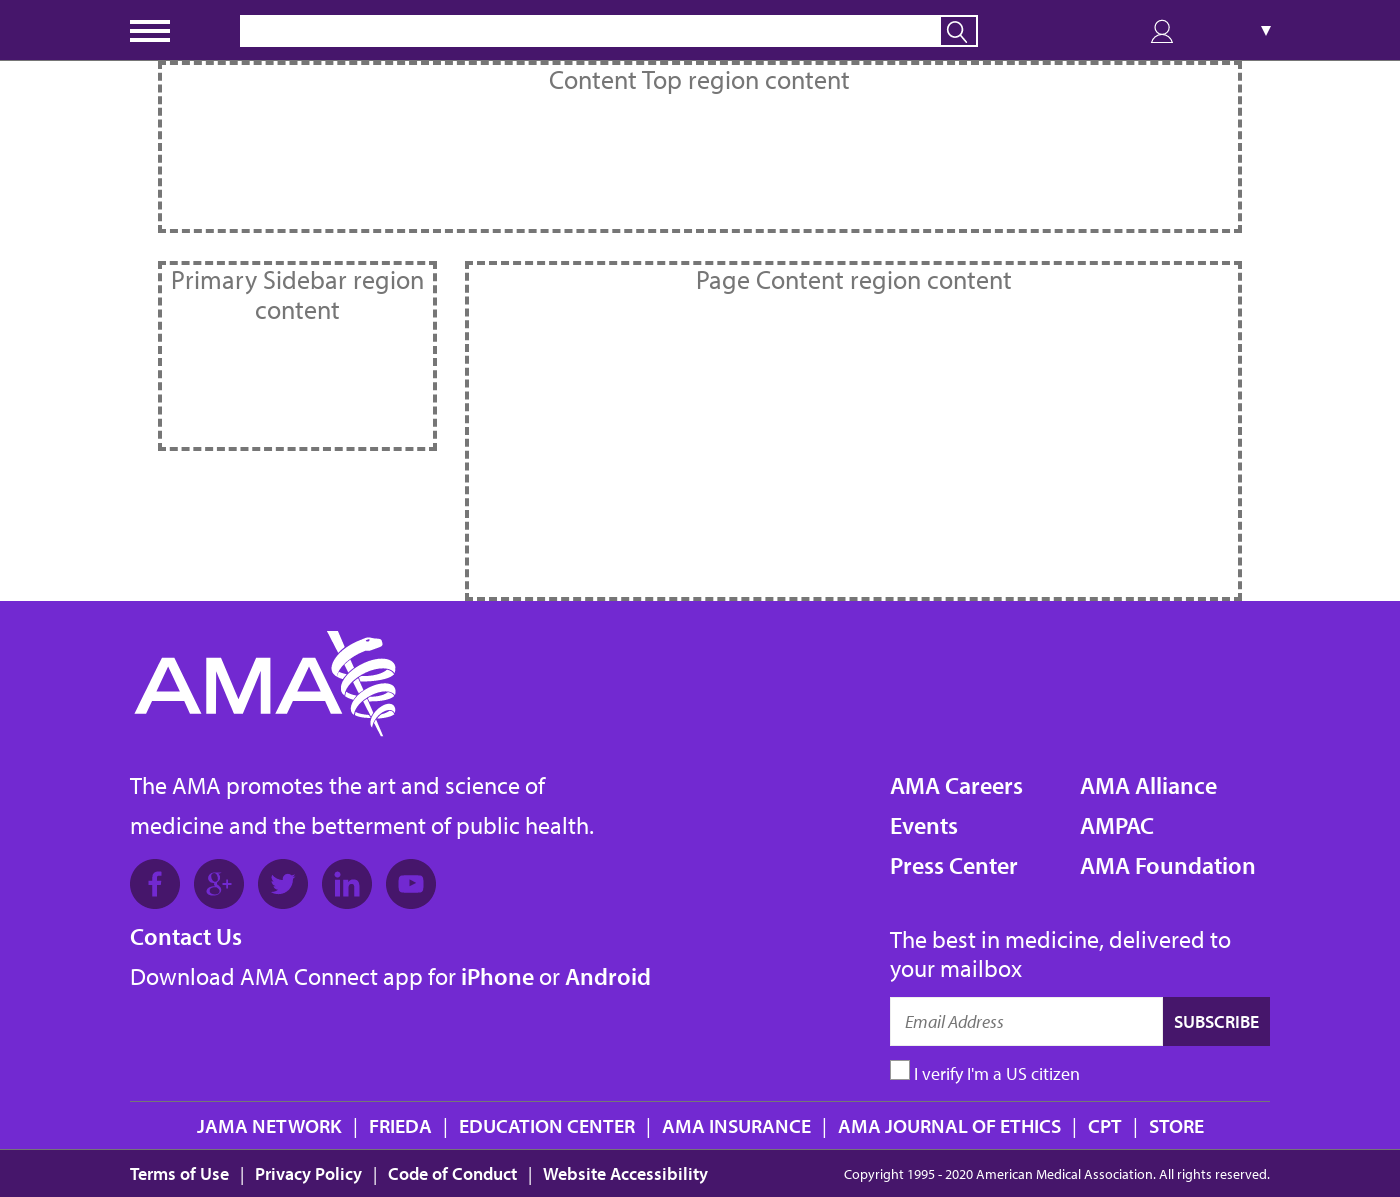 Content Top region content
Primary Sidebar region
content
Page Content region content
AMA
The AMA promotes the art and science of
medicine and the betterment of public health.
Contact Us
Download AMA Connect app for iPhone or Android
AMA Careers
Events
Press Center
AMA Alliance
AMPAC
AMA Foundation
The best in medicine, delivered to
your mailbox
Email Address
SUBSCRIBE
I verify I'm a US citizen
JAMA NETWORK | FRIEDA | EDUCATION CENTER | AMA INSURANCE | AMA JOURNAL OF ETHICS | CPT | STORE
Terms of Use | Privacy Policy | Code of Conduct | Website Accessibility
Copyright 1995 - 2020 American Medical Association. All rights reserved.